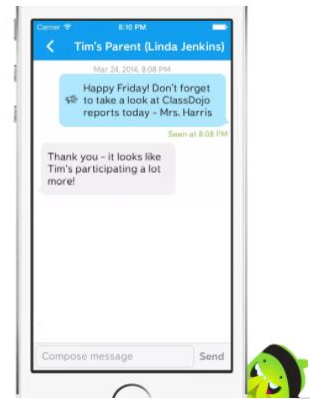 Carrier 8:10 PM
Tim's Parent (Linda Jenkins)
Mar 24, 2014, 8:08 PM
Happy Friday! Don't forget
to take a look at ClassDojo
reports today - Mrs. Harris
Seen at 8:08 PM
Thank you - it looks like
Tim's participating a lot
more!
Compose message Send